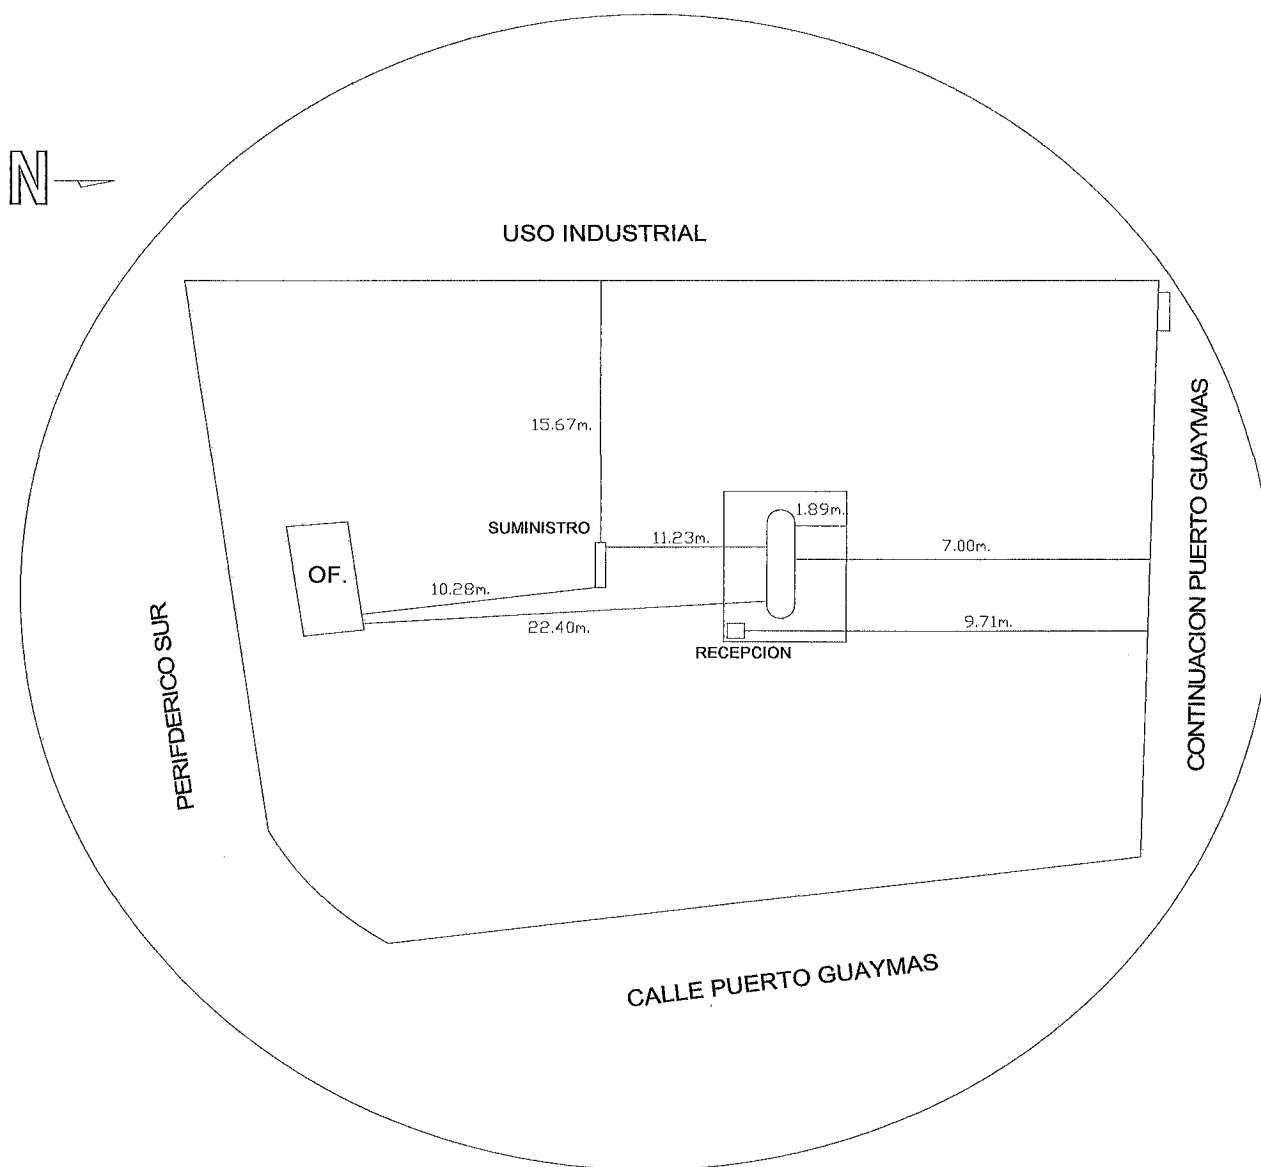 N
USO INDUSTRIAL
15.67m.
1.89m.
SUMINISTRO
11.23m.
7.00m.
OF.
10.28m.
22.40m.
9.71m.
RECEPCION
PERIFDERICO SUR
CONTINUACION PUERTO GUAYMAS
CALLE PUERTO GUAYMAS